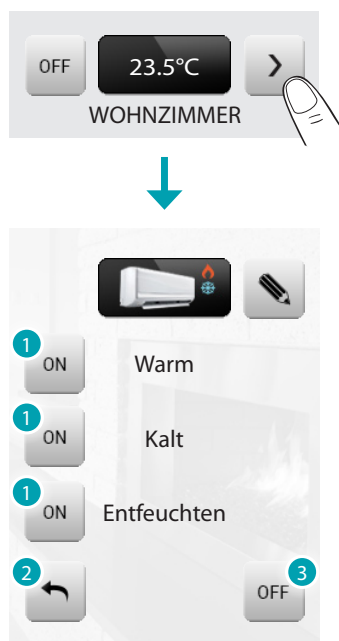 OFF 23.5°C >
WOHNZIMMER
1 ON Warm
1 ON Kalt
1 ON Entfeuchten
2 OFF 3